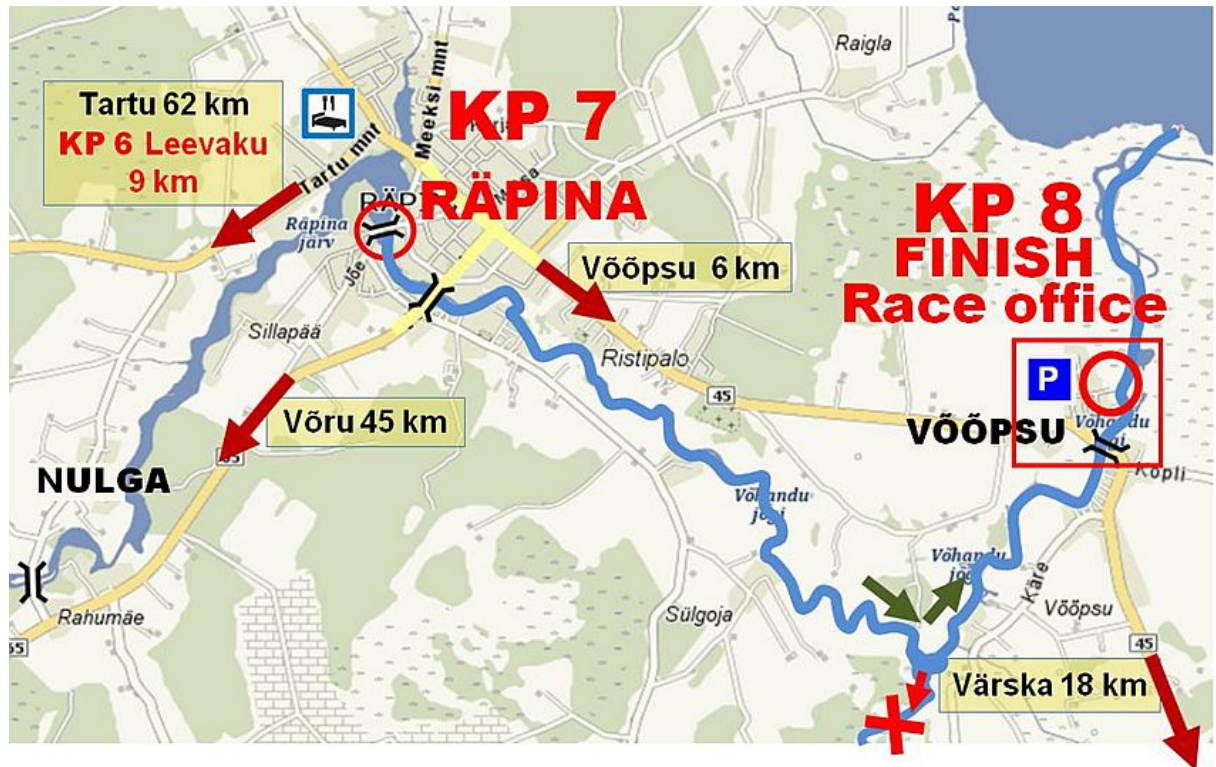 Raigla
Meeksi mnt
Tartu 62 km
KP 6 Leevaku
9 km
Tartu mnt
KP 7
RÄPINA
Räpina
järv
Jõe
Sillapää
Võõpsu 6 km
Ristipalo
45
KP 8
FINISH
Race office
P
VÕÕPSU
Võhandu
Köpli
Võru 45 km
NULGA
Võhandu
jõgi
Võhandu
Käre
Võõpsu
45
Sülgoja
Rahumäe
Värska 18 km